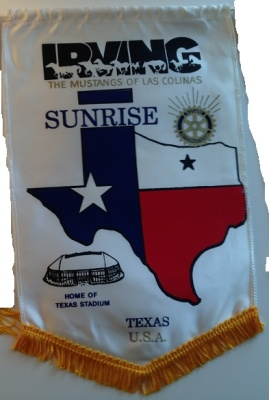 IRVING
THE MUSTANGS OF LAS COLINAS
SUNRISE
HOME OF
TEXAS STADIUM
TEXAS
U.S.A.